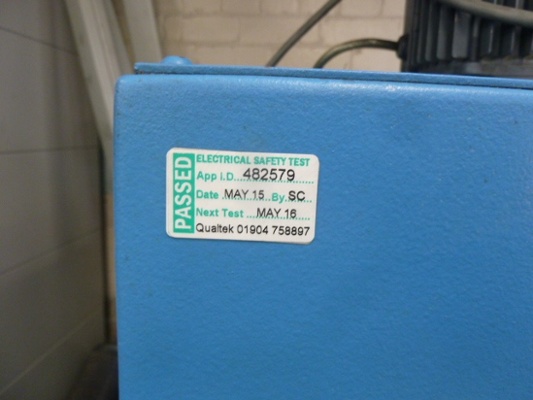 PASSED
ELECTRICAL SAFETY TEST
App I.D...482579
Date ..MAY 15..By..SC
Next Test ...MAY 16
Qualtek 01904 758897